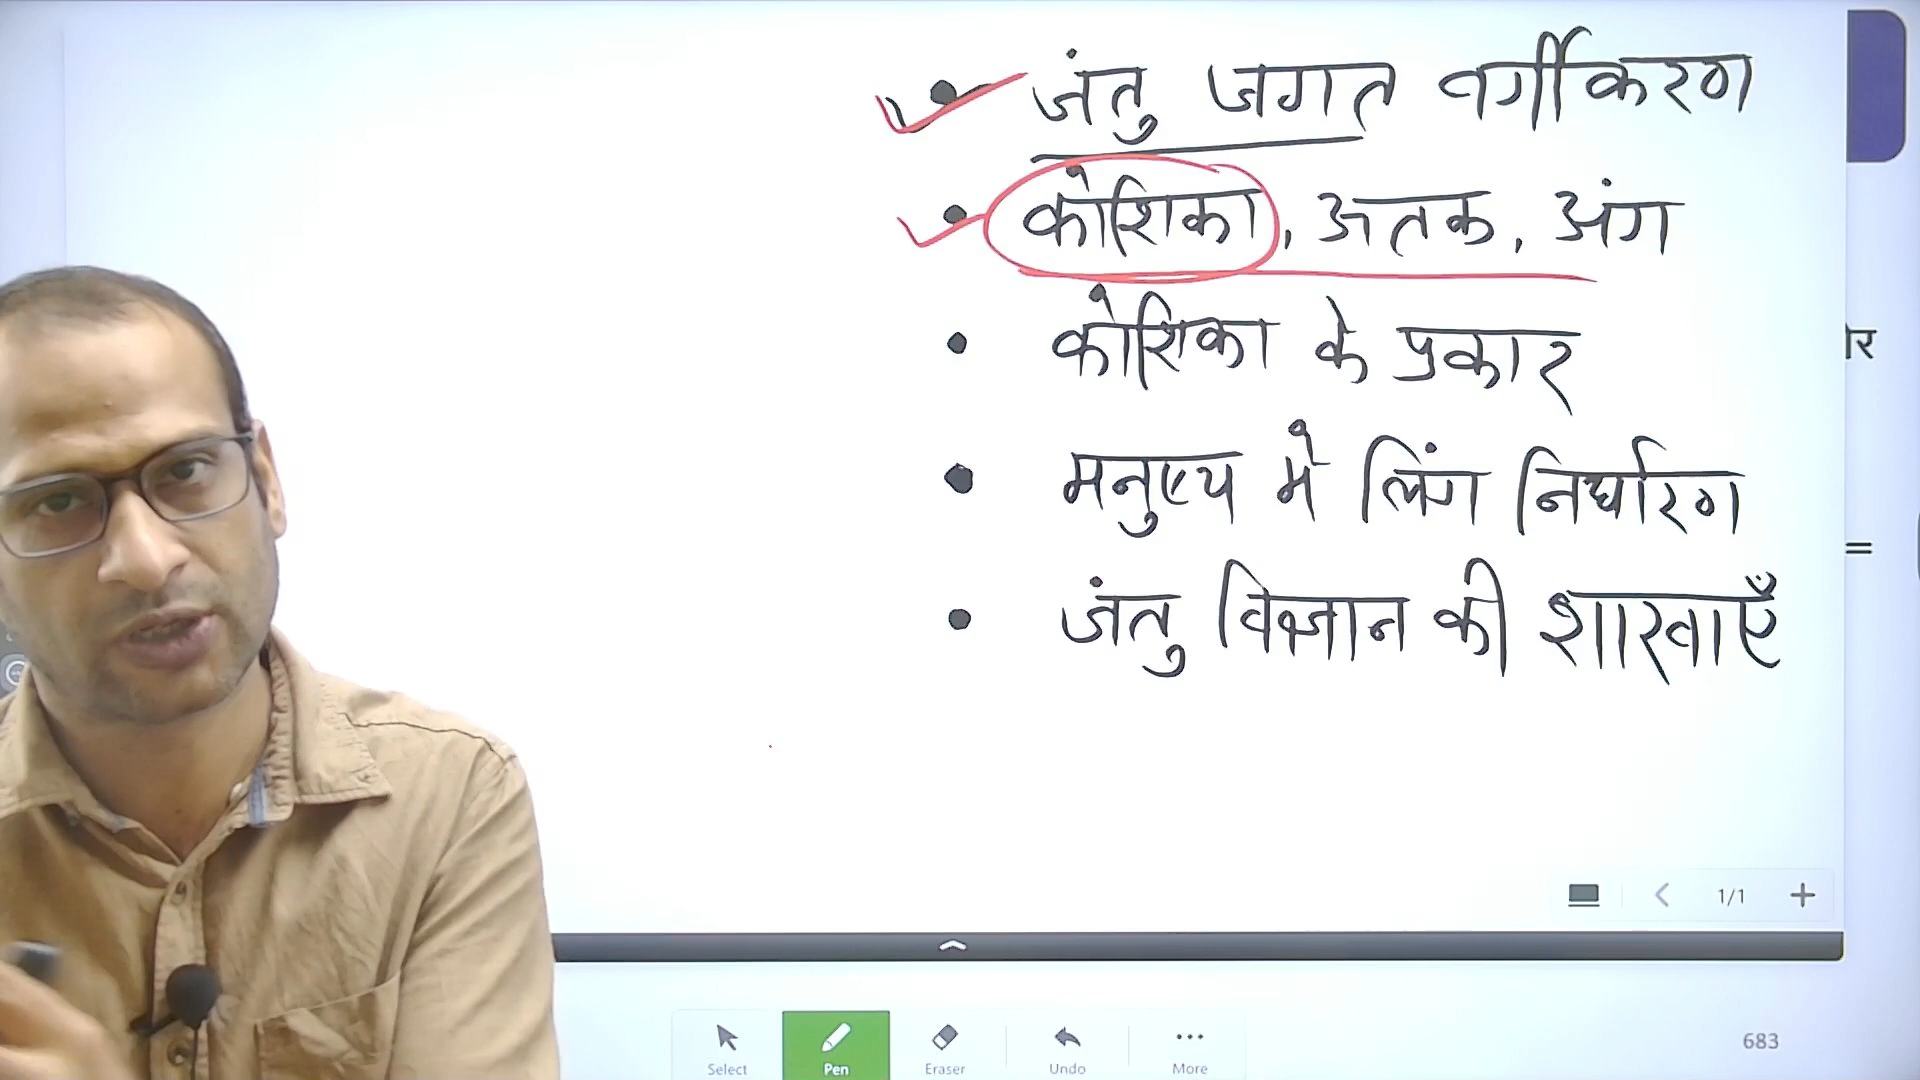 जंतु जगत वर्गीकरण
कोशिका, ऊतक, अंग
कोशिका के प्रकार
मनुष्य में लिंग निर्धारण
जंतु विज्ञान की शाखाएँ
=
1/1
Select
Pen
Eraser
Undo
More
683